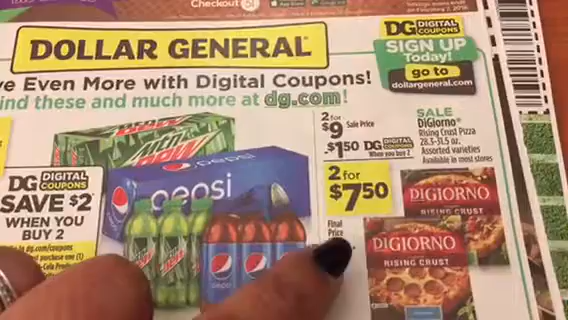 Checkout
DOLLAR GENERAL
ve Even More with Digital Coupons!
ind these and much more at dg.com!
DG DIGITAL COUPONS
SIGN UP
Today!
go to
dollargeneral.com
DG DIGITAL
COUPONS
SAVE $2
WHEN YOU
BUY 2
Mtn
DEW
pepsi
pepsi
2 for
$9 Sale Price
$1.50 DG DIGITAL COUPONS
When you buy 2
2 for
$7.50
Final
Price
SALE
DiGiorno®
Rising Crust Pizza
28.3-31.5 oz.
Assorted varieties
Available in most stores
DIGIORNO
RISING CRUST
DIGIORNO
RISING CRUST